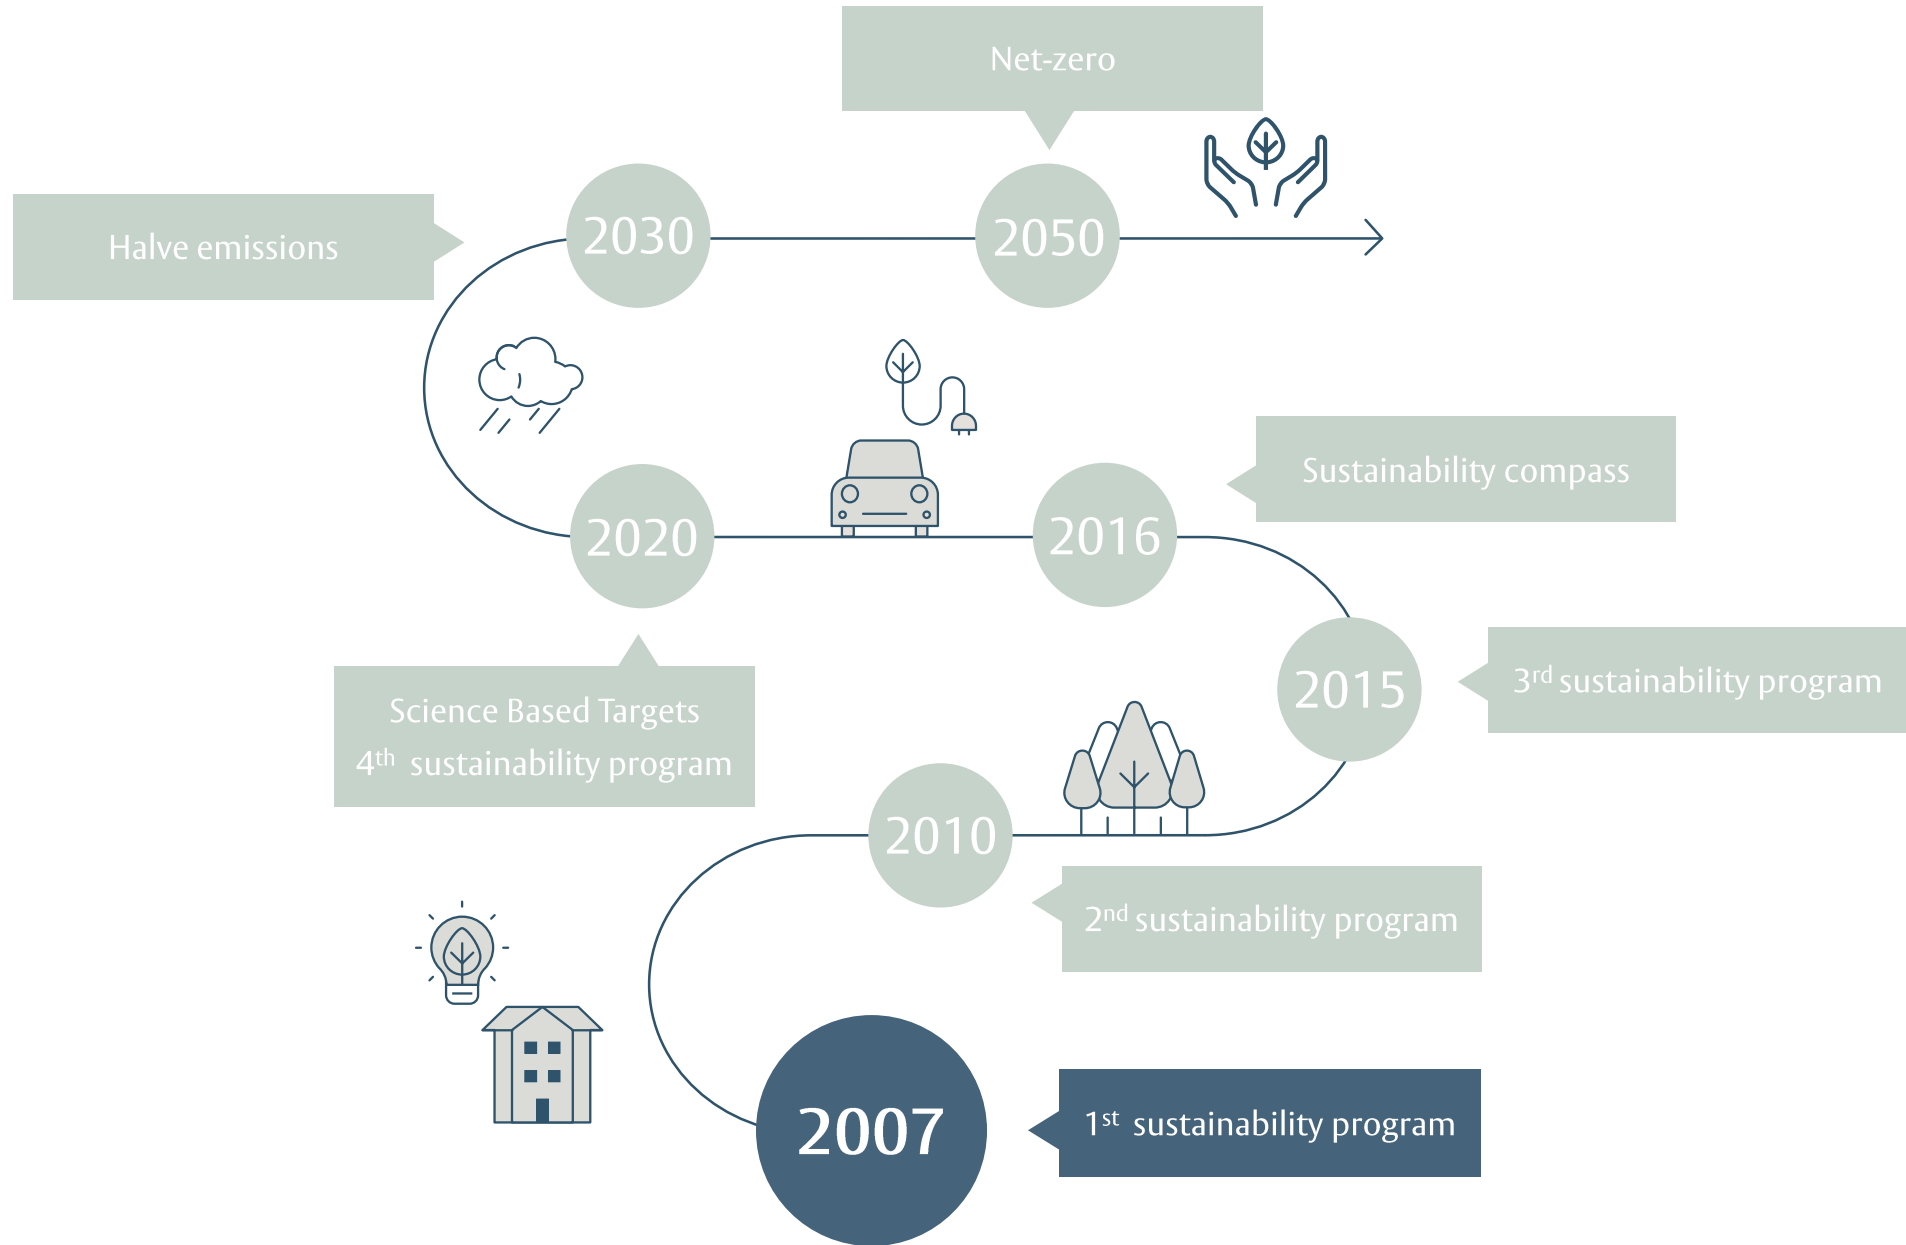 Net-zero
2030
2050
Halve emissions
Sustainability compass
2020
2016
3rd sustainability program
2015
Science Based Targets
4th sustainability program
2010
2nd sustainability program
2007
1st sustainability program